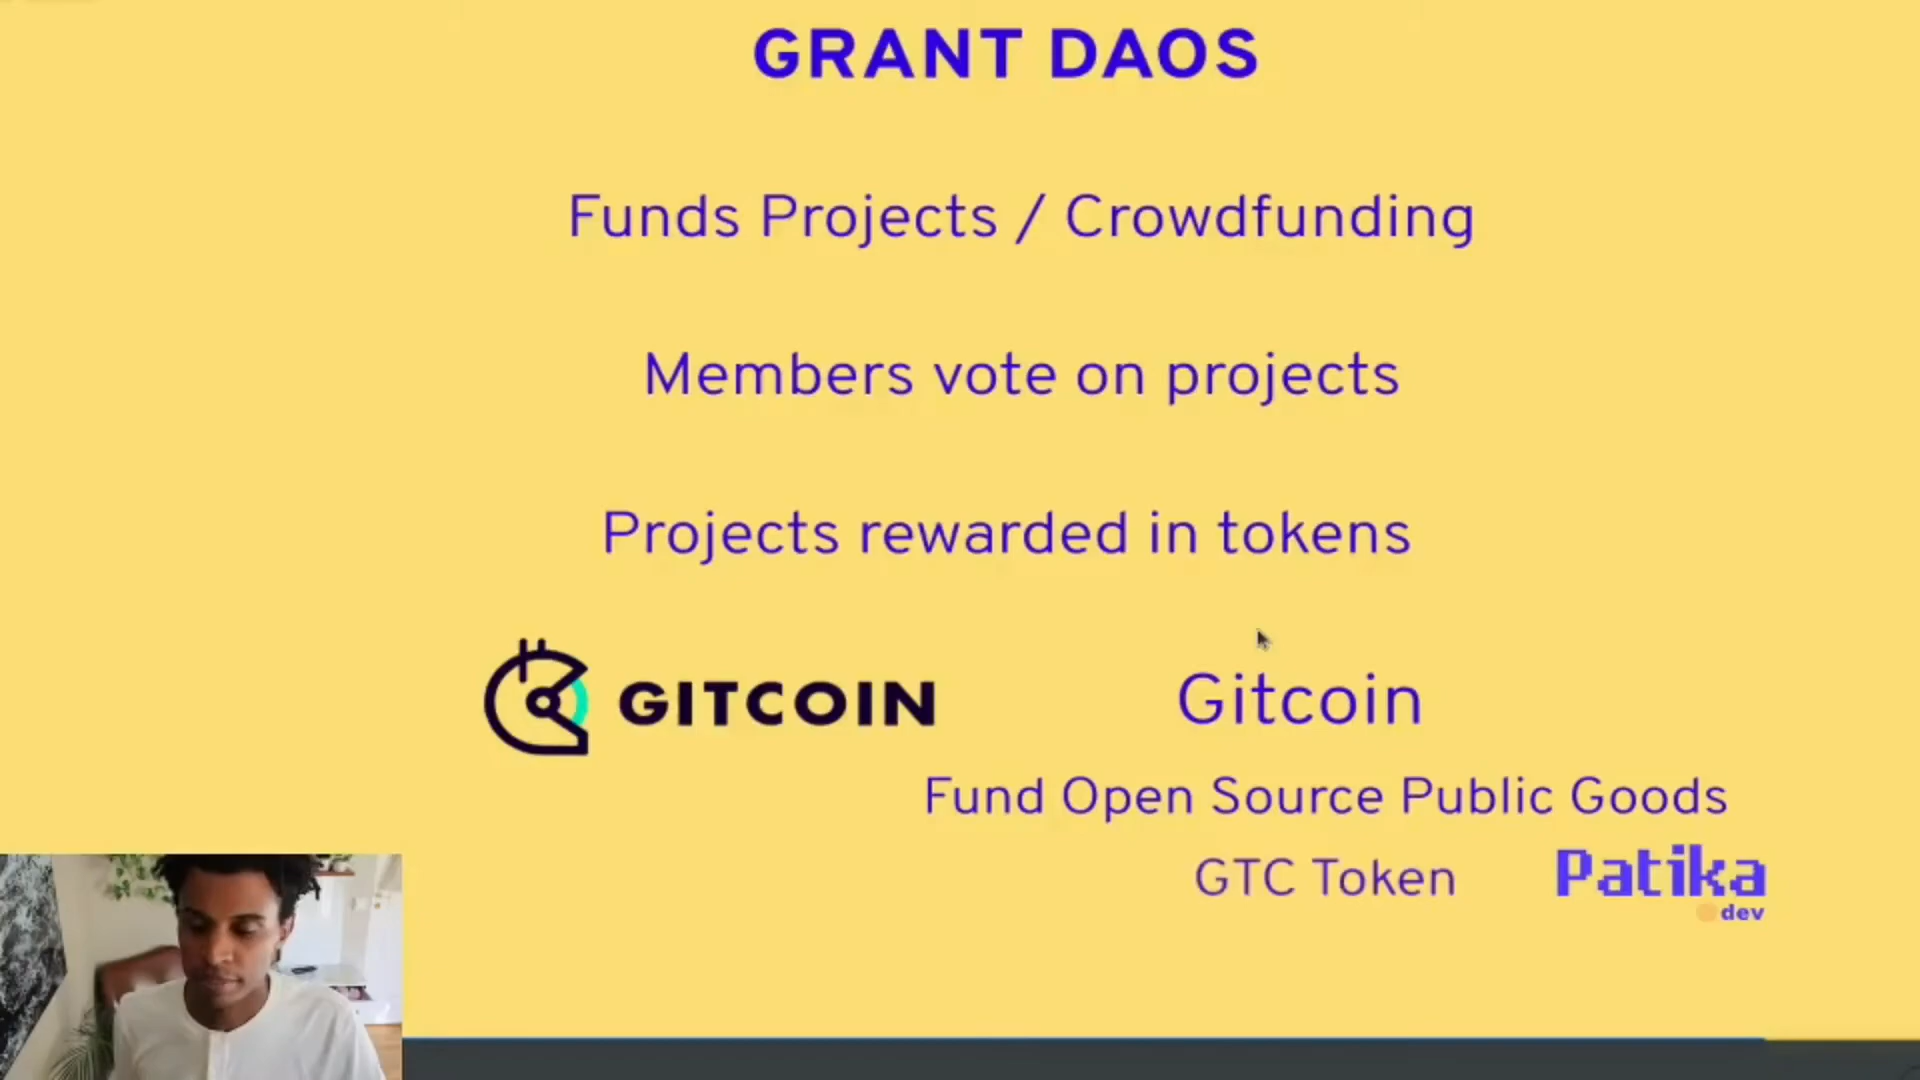 GRANT DAOS
Funds Projects / Crowdfunding
Members vote on projects
Projects rewarded in tokens
GITCOIN
Gitcoin
Fund Open Source Public Goods
GTC Token
Patika
dev